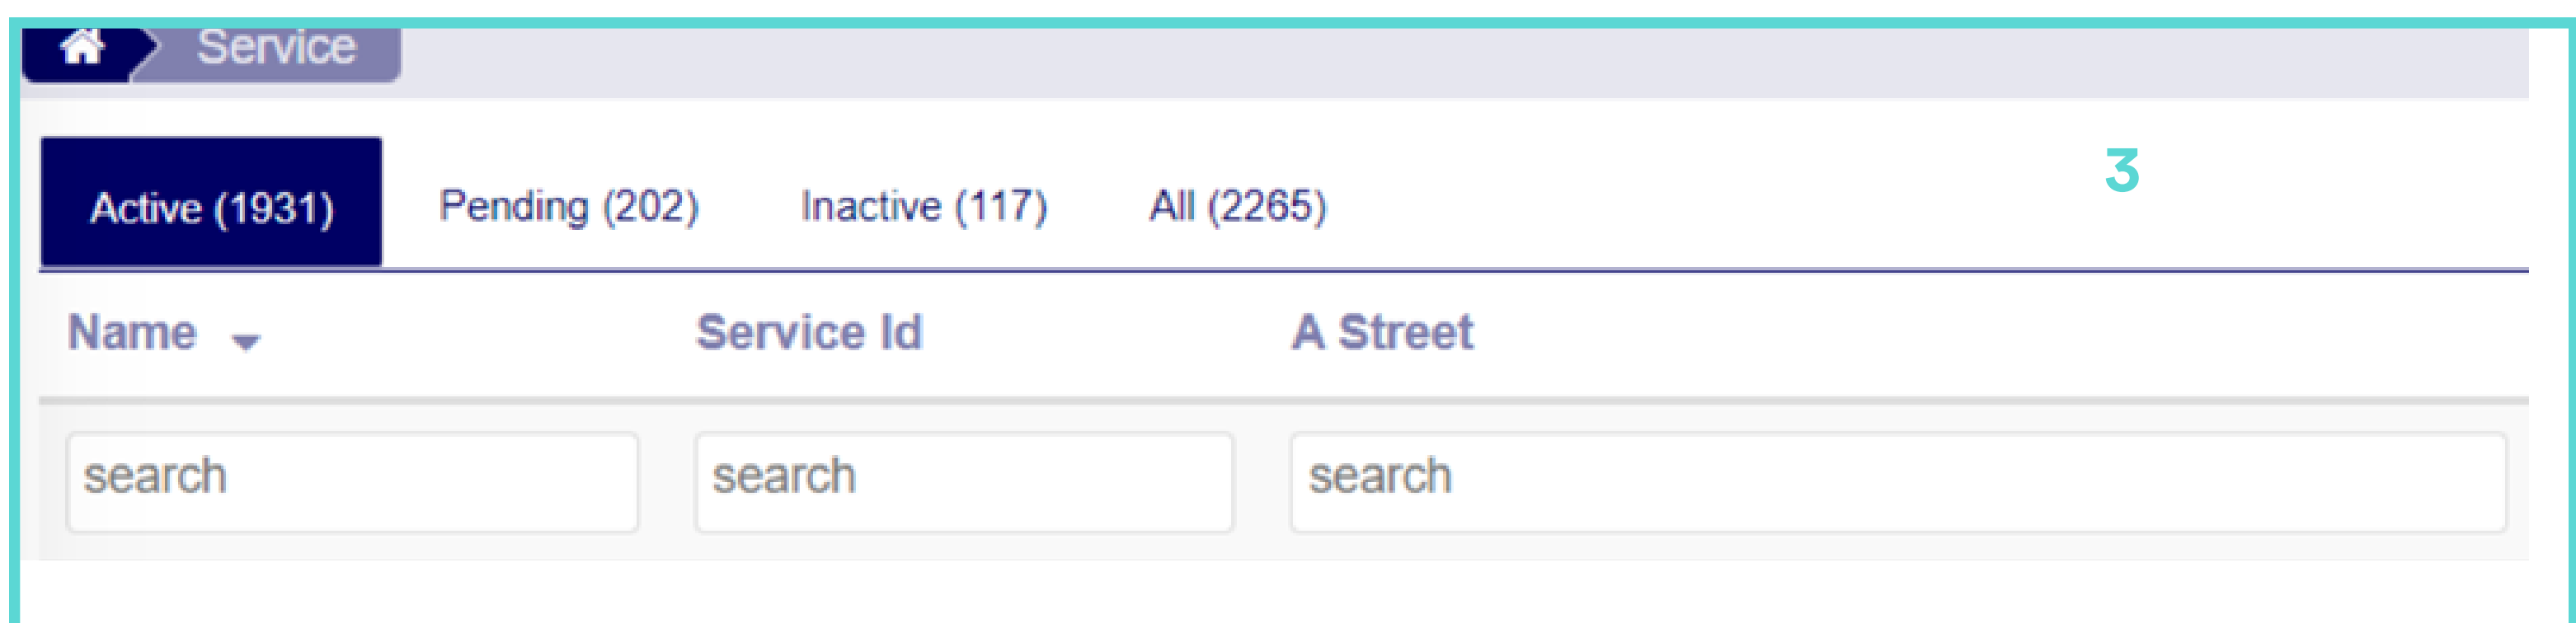 Service
3
Active (1931) Pending (202) Inactive (117) All (2265)
Name Service Id A Street
search search search